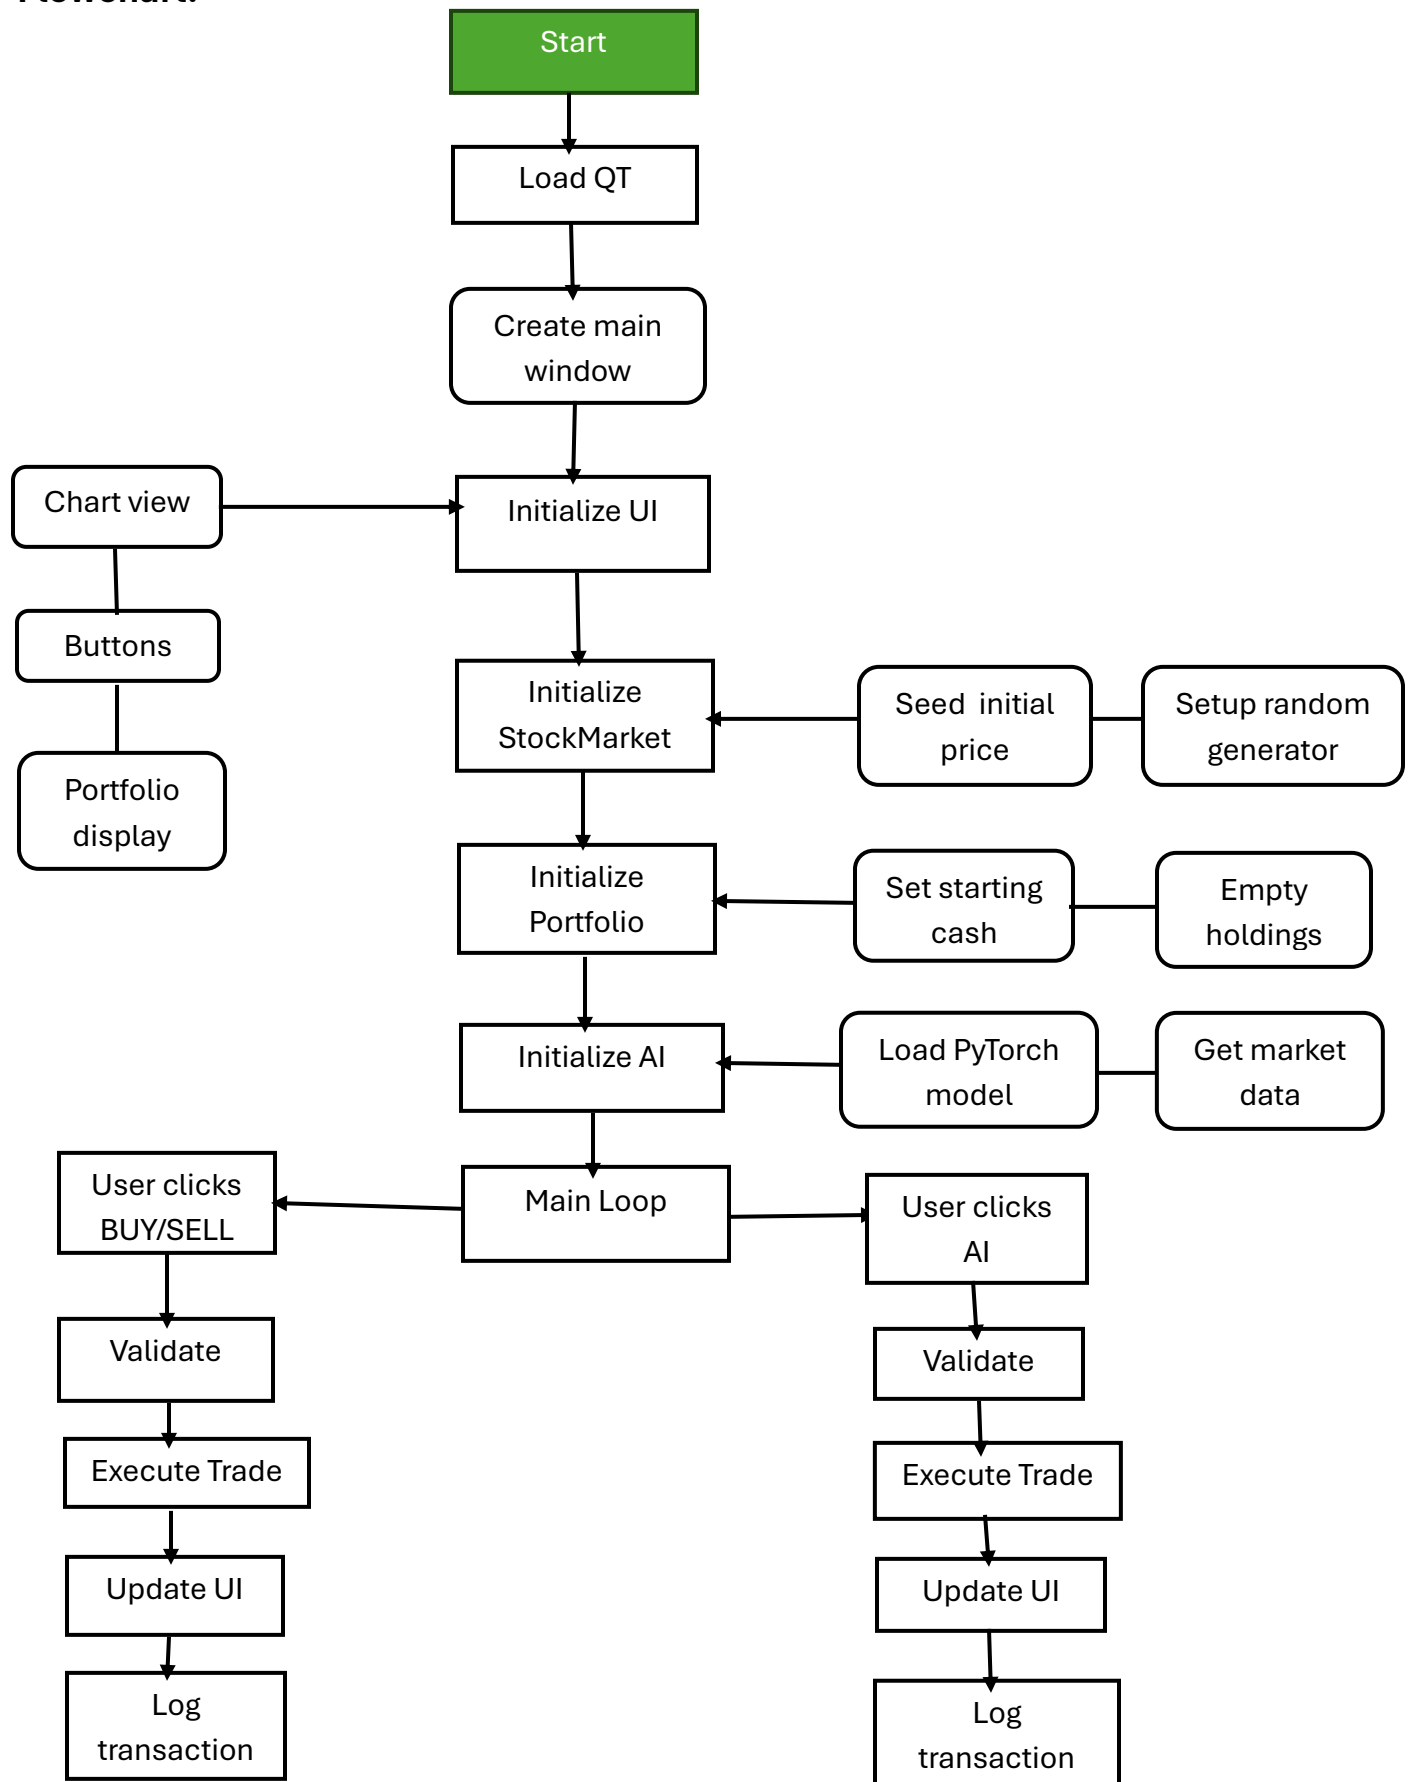 Flowchart:
Start
Load QT
Create main
window
Chart view
Initialize UI
Buttons
Initialize
StockMarket
Seed  initial
price
Setup random
generator
Portfolio
display
Initialize
Portfolio
Set starting
cash
Empty
holdings
Initialize AI
Load PyTorch
model
Get market
data
User clicks
BUY/SELL
Main Loop
User clicks
AI
Validate
Validate
Execute Trade
Execute Trade
Update UI
Update UI
Log
transaction
Log
transaction